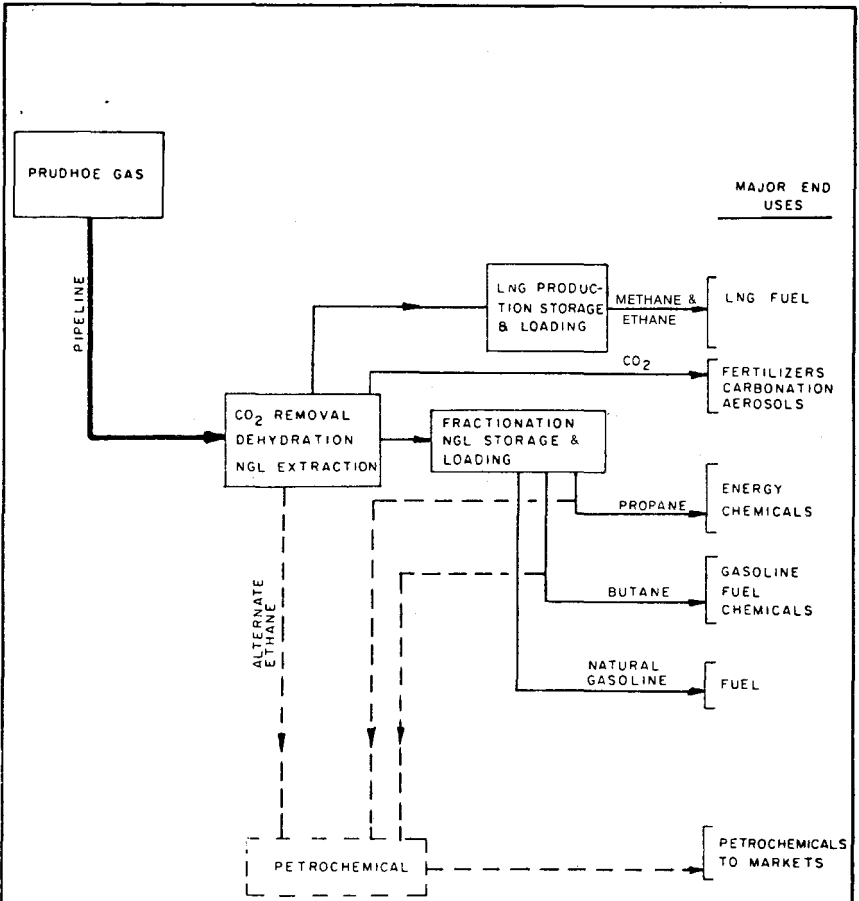 PRUDHOE GAS
MAJOR END
USES
PIPELINE
LNG PRODUC-
TION STORAGE
& LOADING
METHANE &
ETHANE
LNG FUEL
CO2
FERTILIZERS
CARBONATION
AEROSOLS
CO2 REMOVAL
DEHYDRATION
NGL EXTRACTION
FRACTIONATION
NGL STORAGE &
LOADING
PROPANE
ENERGY
CHEMICALS
BUTANE
GASOLINE
FUEL
CHEMICALS
ALTERNATE
ETHANE
NATURAL
GASOLINE
FUEL
PETROCHEMICAL
PETROCHEMICALS
TO MARKETS